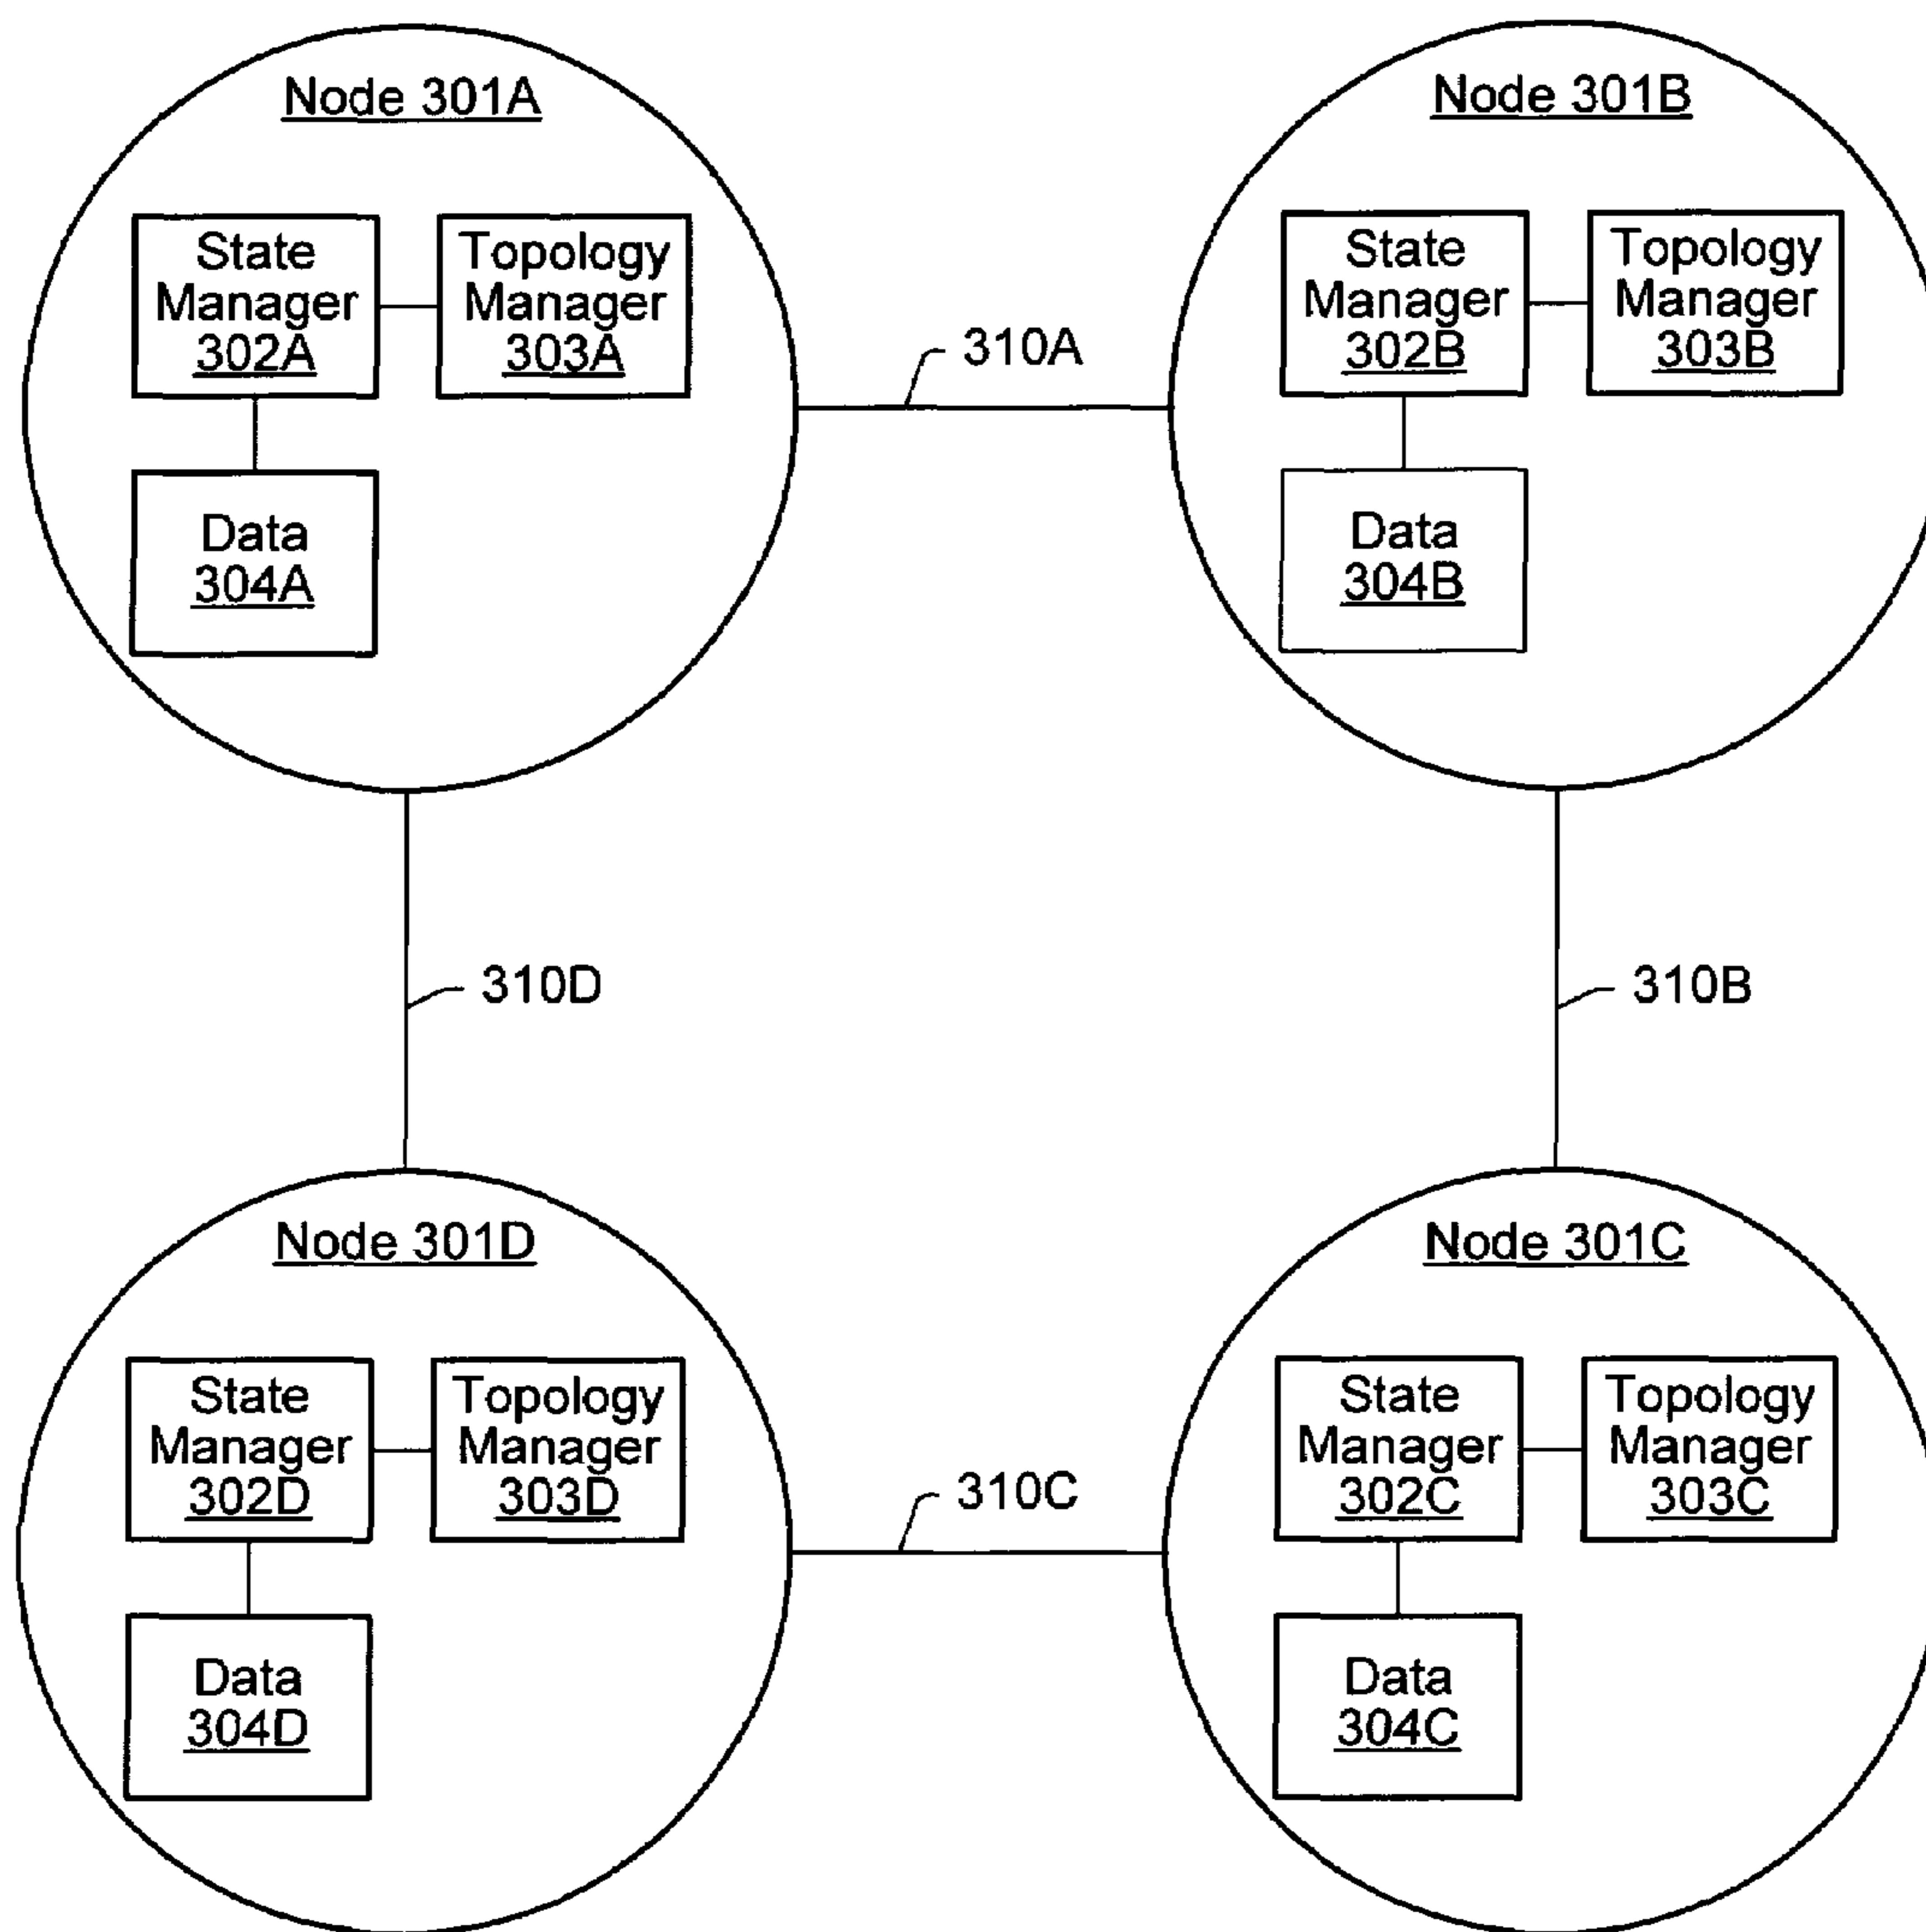 Node 301A
State
Manager
302A
Topology
Manager
303A
Data
304A
310A
Node 301B
State
Manager
302B
Topology
Manager
303B
Data
304B
310D
310B
Node 301D
State
Manager
302D
Topology
Manager
303D
Data
304D
310C
Node 301C
State
Manager
302C
Topology
Manager
303C
Data
304C